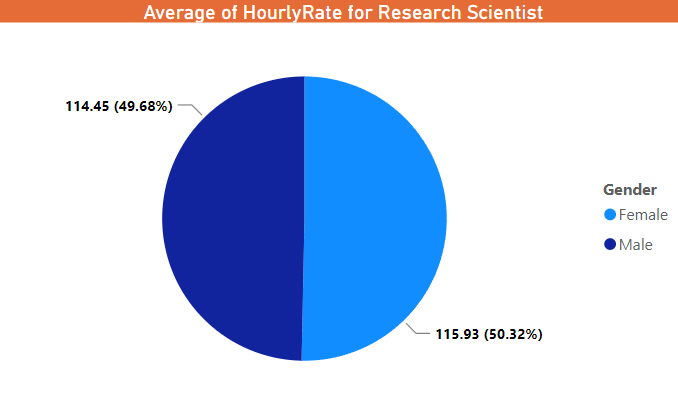 Average of HourlyRate for Research Scientist
114.45 (49.68%)
Gender
Female
Male
115.93 (50.32%)